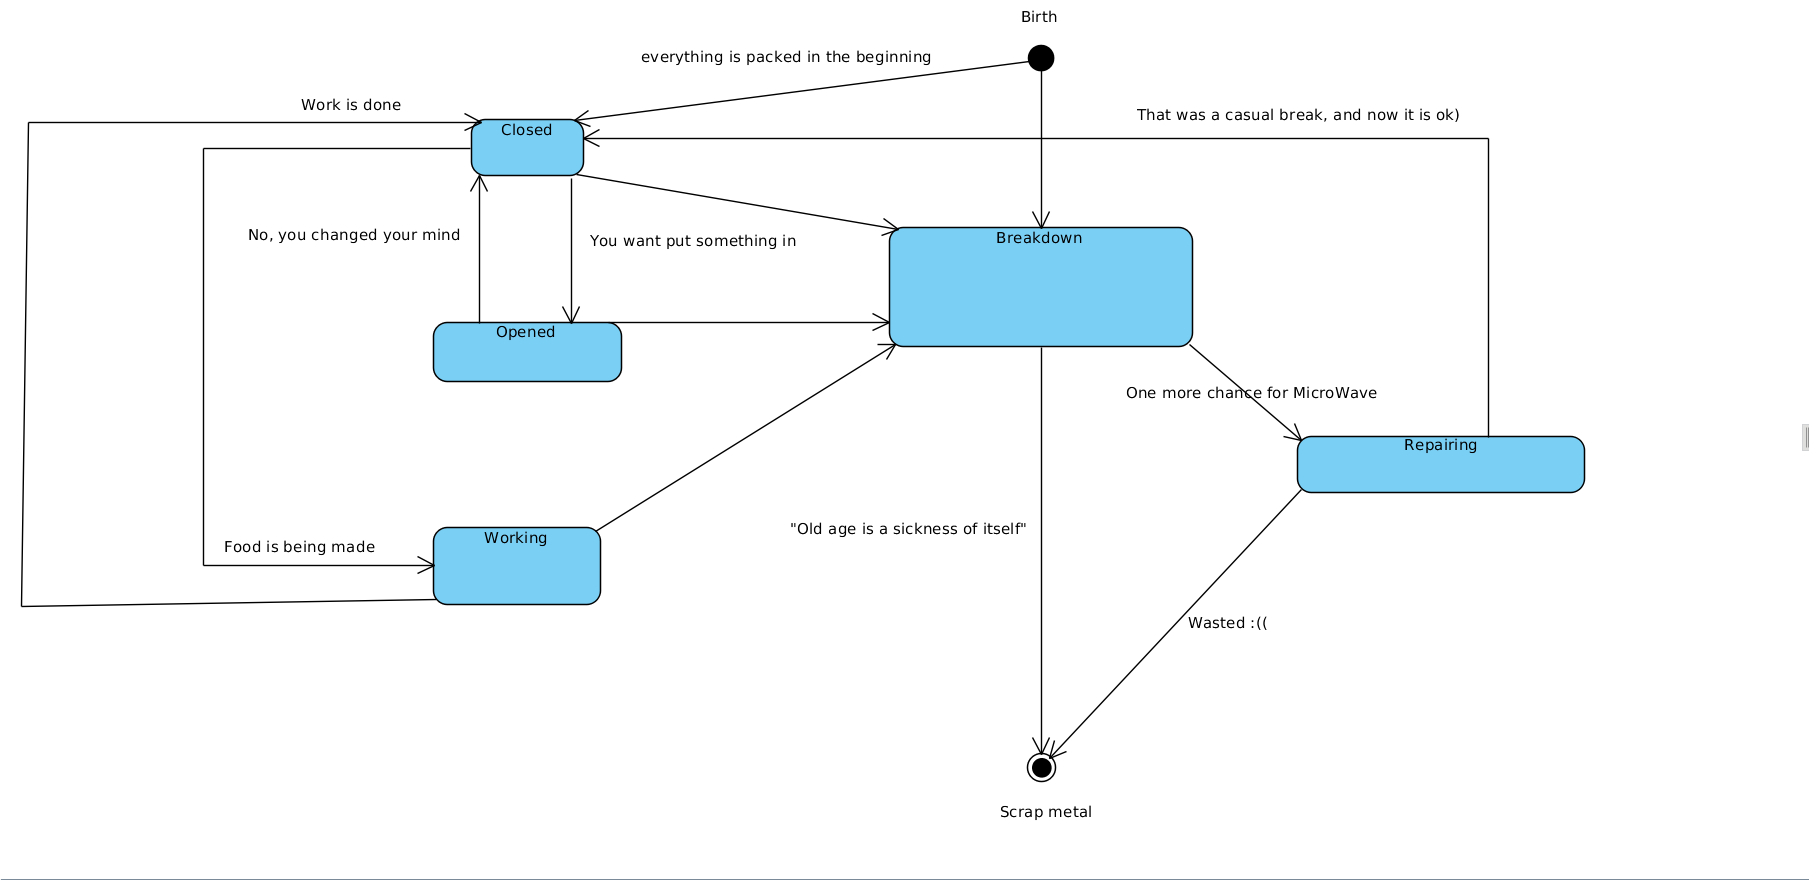 Birth
everything is packed in the beginning
Work is done
That was a casual break, and now it is ok)
Closed
No, you changed your mind
You want put something in
Breakdown
Opened
One more chance for MicroWave
Repairing
"Old age is a sickness of itself"
Working
Food is being made
Wasted :((
Scrap metal